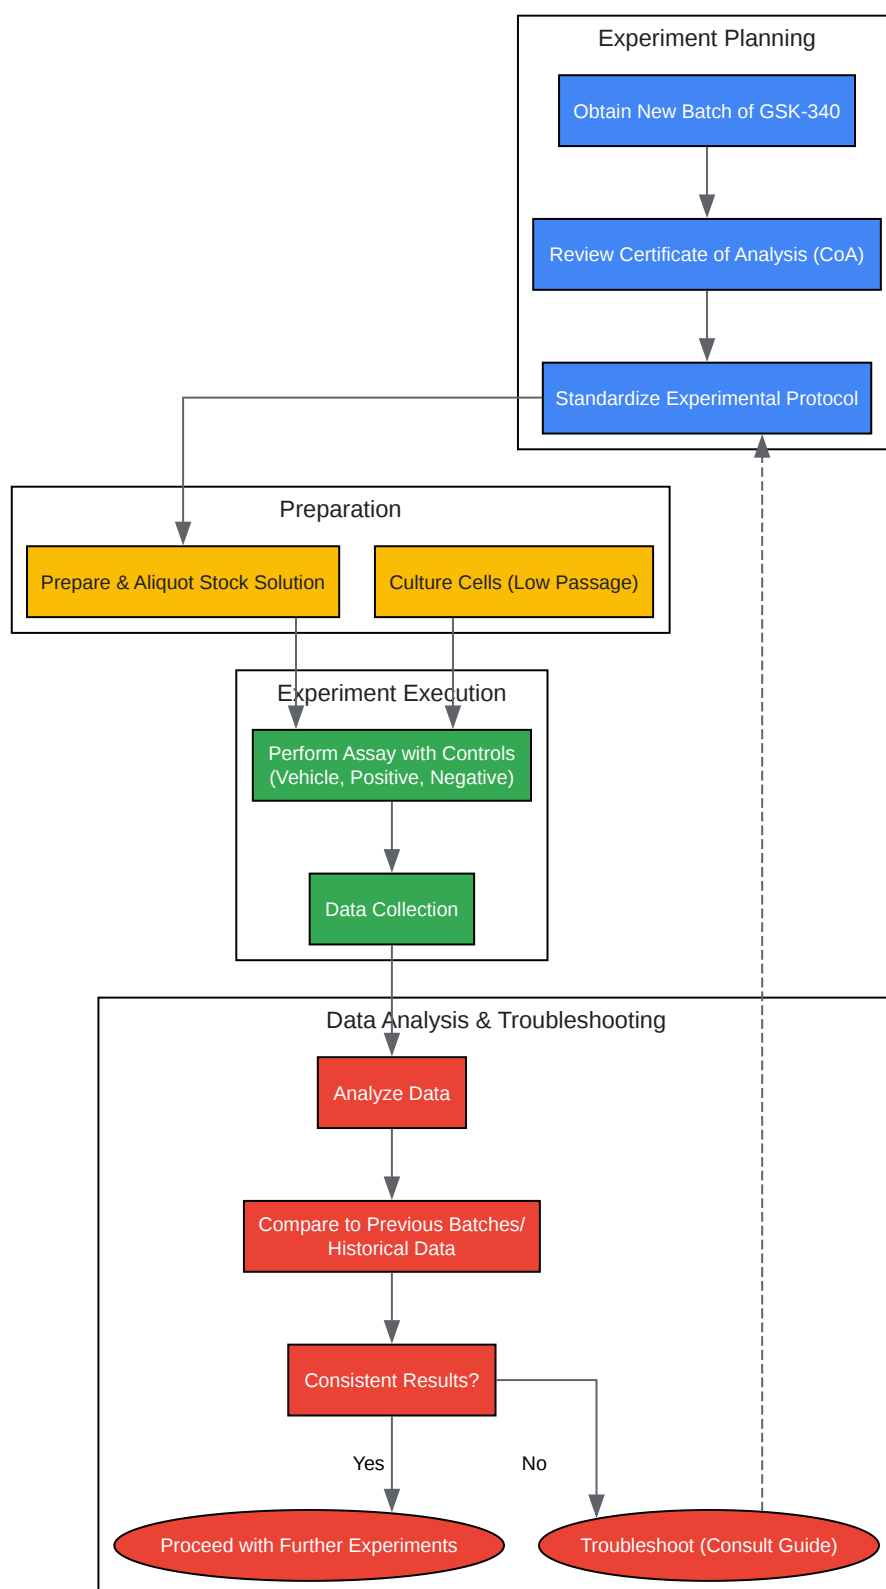 Experiment Planning
Obtain New Batch of GSK-340
Review Certificate of Analysis (CoA)
Standardize Experimental Protocol
Preparation
Prepare & Aliquot Stock Solution
Culture Cells (Low Passage)
Experiment Execution
Perform Assay with Controls
(Vehicle, Positive, Negative)
Data Collection
Data Analysis & Troubleshooting
Analyze Data
Compare to Previous Batches/
Historical Data
Consistent Results?
Yes
No
Proceed with Further Experiments
Troubleshoot (Consult Guide)